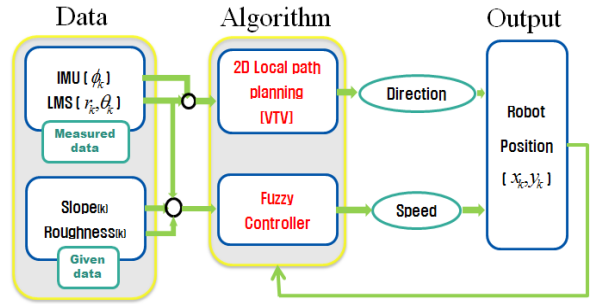 Data
Algorithm
Output
IMU [ ϕk ]
LMS [ rk, θk ]
Measured
data
Slope[k]
Roughness[k]
Given
data
2D Local path
planning
[VTV]
Fuzzy
Controller
Direction
Speed
Robot
Position
[ xk, yk ]